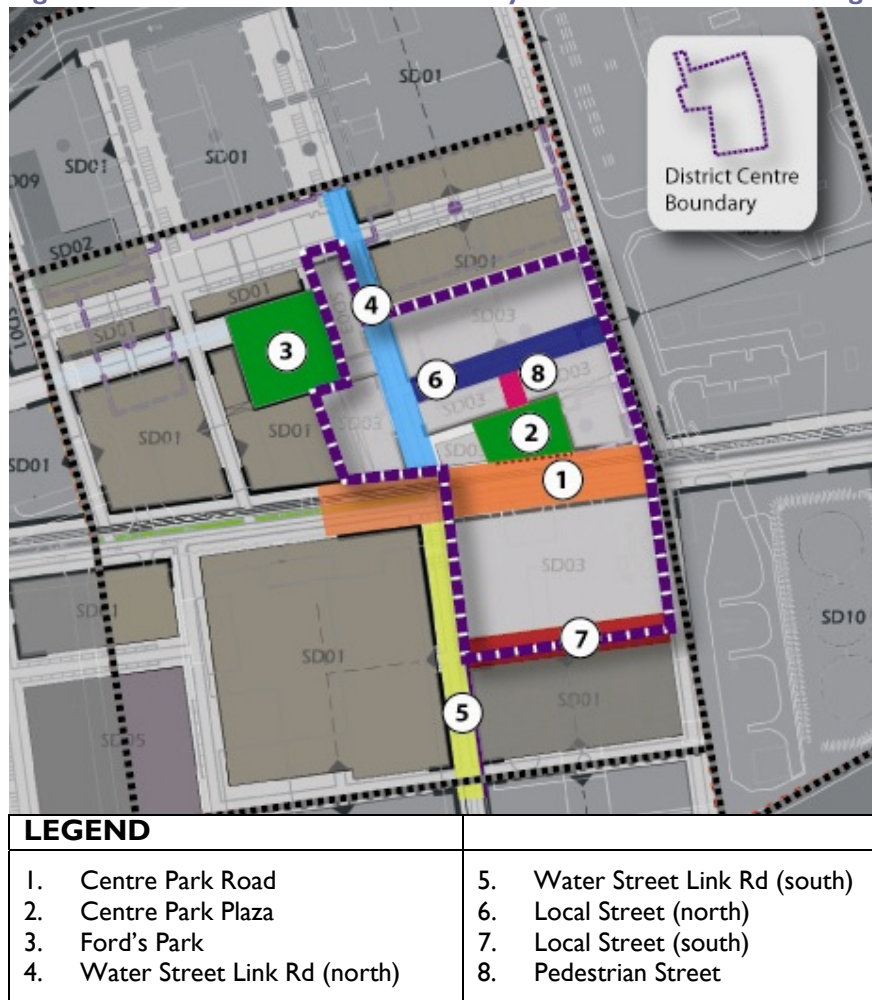 SD01
SD01
SD01
D09
SD02
District Centre
Boundary
SD01
SD01
SD03
4
3
SD01
6
8
SD03
SD03
SD01
SD01
SD03
2
SD01
1
SD03
SD10
7
SD01
5
SD01
SD05
LEGEND
1. Centre Park Road
2. Centre Park Plaza
3. Ford's Park
4. Water Street Link Rd (north)
5. Water Street Link Rd (south)
6. Local Street (north)
7. Local Street (south)
8. Pedestrian Street